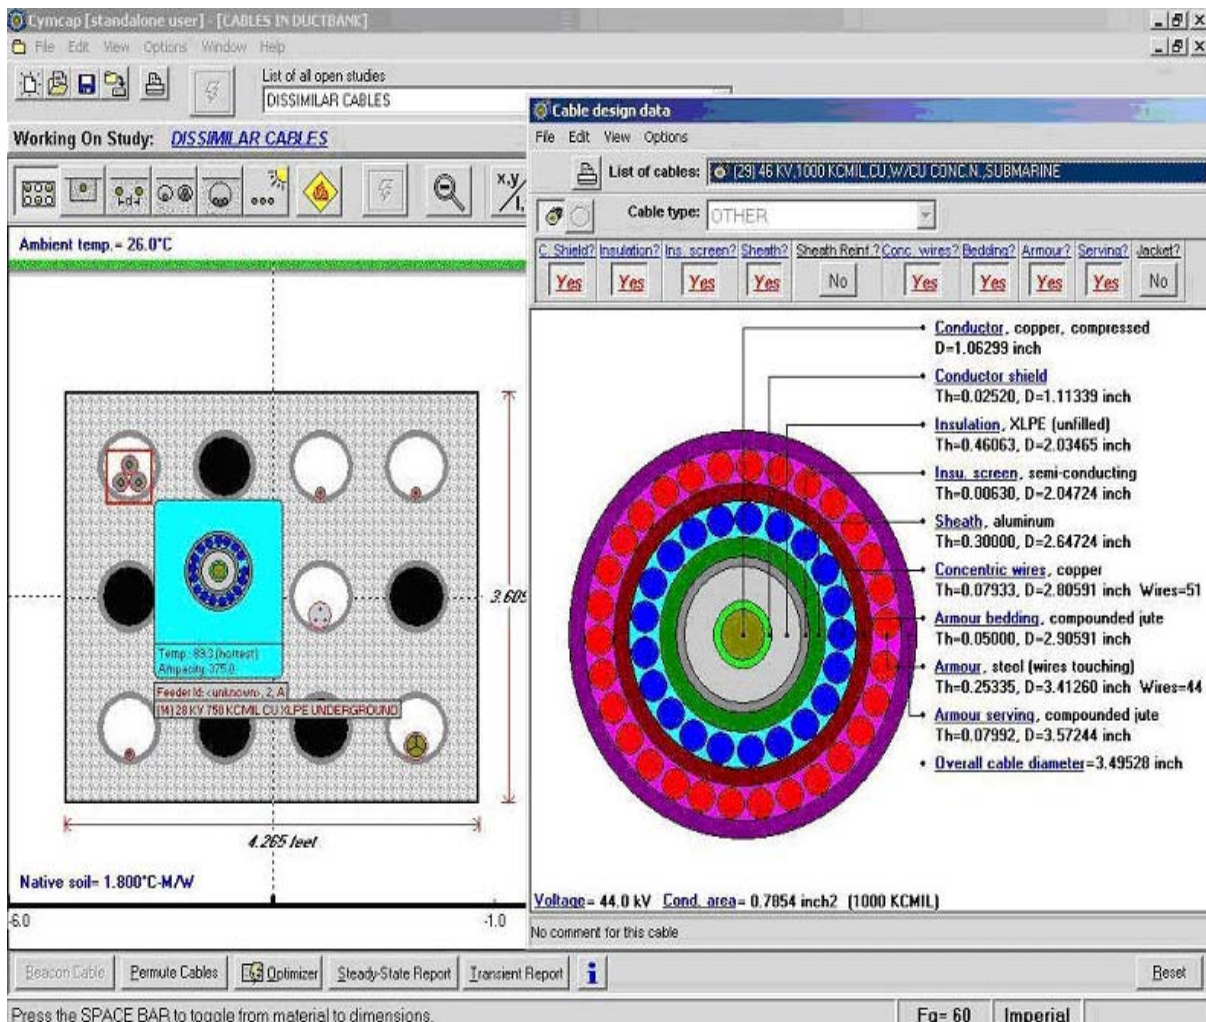 Cymcap [standalone user] - [CABLES IN DUCTBANK]
File Edit View Options Window Help
List of all open studies
DISSIMILAR CABLES
Working On Study: DISSIMILAR CABLES
x,y
Ambient temp.= 26.0°C
Temp.: 89.3 (hottest)
Ampacity: 375.0
Feeder Id: <unknown>, 2, A
[14] 28 KV 750 KCMIL CU XLPE UNDERGROUND
3.609
4.265 feet
Native soil= 1.800°C-M/W
-6.0
-1.0
Cable design data
File Edit View Options
List of cables: [29] 46 KV,1000 KCMIL,CU,W/CU CONC.N.,SUBMARINE
Cable type: OTHER
C. Shield? Insulation? Ins. screen? Sheath? Sheath Reint.? Conc. wires? Bedding? Armour? Serving? Jacket?
Yes Yes Yes Yes No Yes Yes Yes Yes No
Conductor, copper, compressed
D=1.06299 inch
Conductor shield
Th=0.02520, D=1.11339 inch
Insulation, XLPE (unfilled)
Th=0.46063, D=2.03465 inch
Insu. screen, semi-conducting
Th=0.00630, D=2.04724 inch
Sheath, aluminum
Th=0.30000, D=2.64724 inch
Concentric wires, copper
Th=0.07933, D=2.80591 inch Wires=51
Armour bedding, compounded jute
Th=0.05000, D=2.90591 inch
Armour, steel (wires touching)
Th=0.25335, D=3.41260 inch Wires=44
Armour serving, compounded jute
Th=0.07992, D=3.57244 inch
Overall cable diameter=3.49528 inch
Voltage= 44.0 kV Cond. area= 0.7854 inch2 (1000 KCMIL)
No comment for this cable
Beacon Cable Permute Cables Optimizer Steady-State Report Transient Report i Reset
Press the SPACE BAR to toggle from material to dimensions.
Fq= 60 Imperial